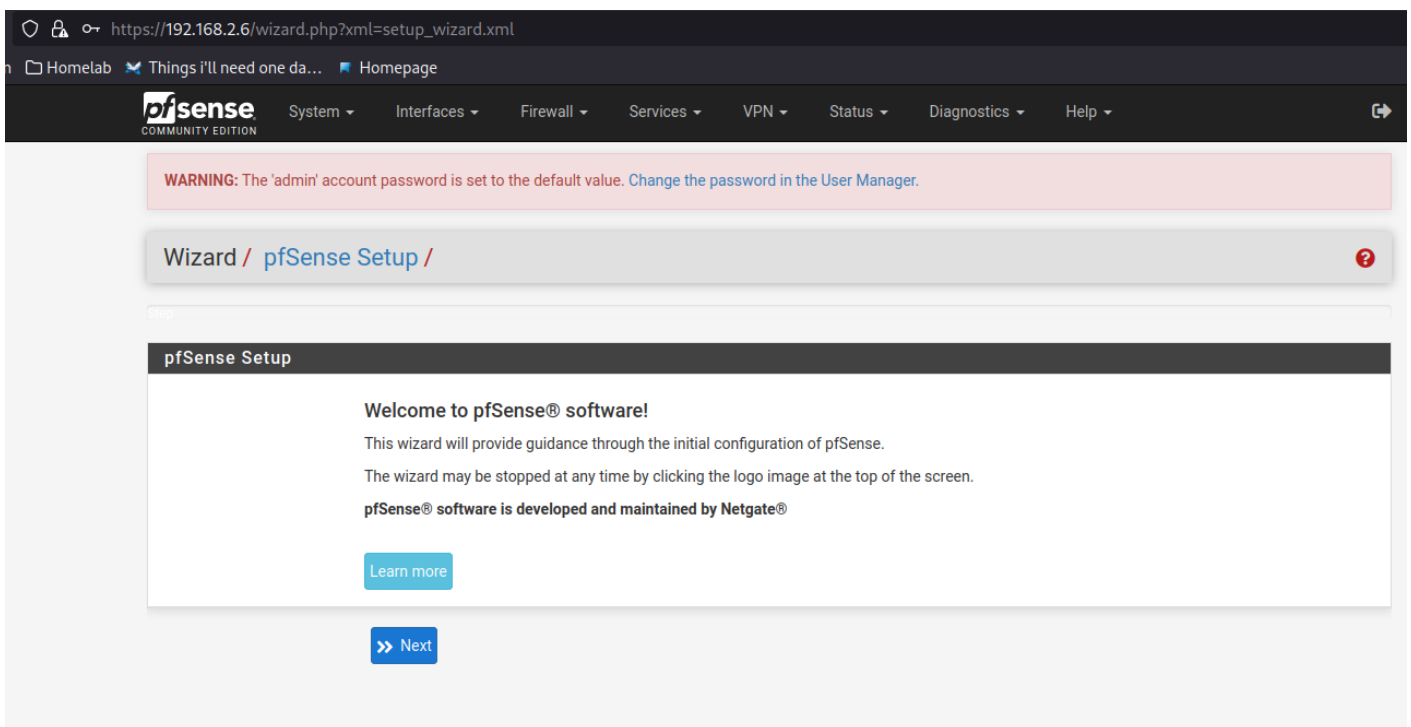 https://192.168.2.6/wizard.php?xml=setup_wizard.xml
n Homelab Things i'll need one da... Homepage
pfsense COMMUNITY EDITION System Interfaces Firewall Services VPN Status Diagnostics Help
WARNING: The 'admin' account password is set to the default value. Change the password in the User Manager.
Wizard / pfSense Setup /
Step
pfSense Setup
Welcome to pfSense® software!
This wizard will provide guidance through the initial configuration of pfSense.
The wizard may be stopped at any time by clicking the logo image at the top of the screen.
pfSense® software is developed and maintained by Netgate®
Learn more
Next